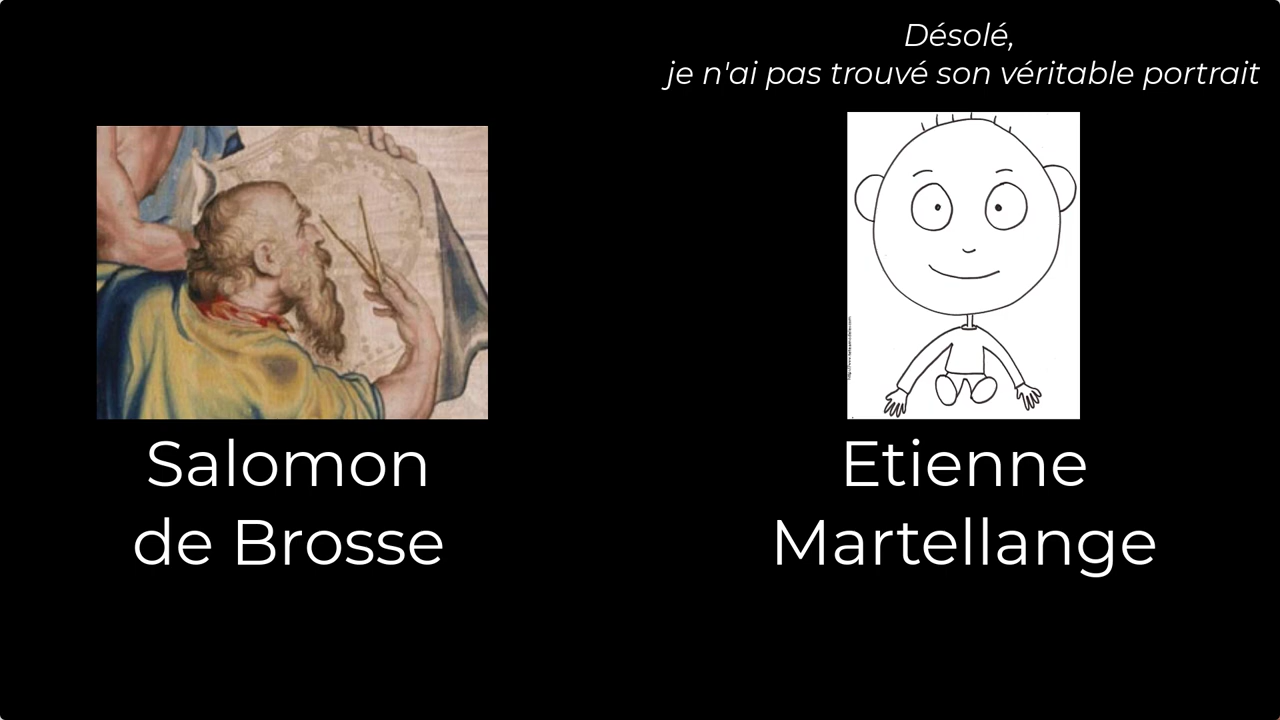 Désolé,
je n'ai pas trouvé son véritable portrait
Salomon
de Brosse
Etienne
Martellange